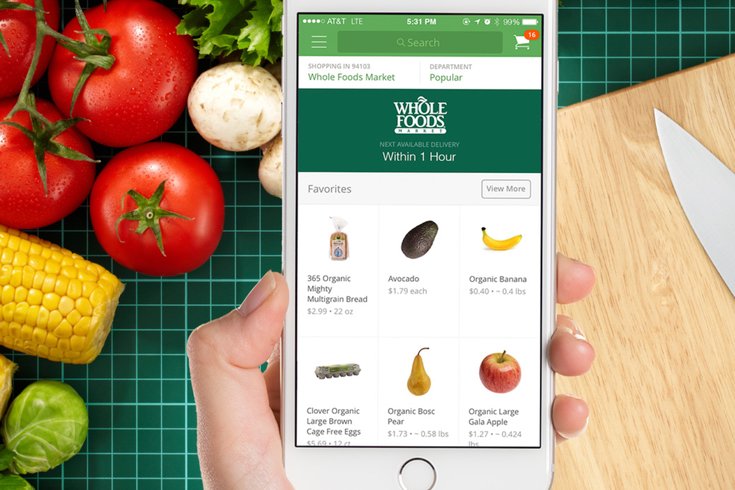 AT&T LTE 5:31 PM 99%
Search
16
SHOPPING IN 94103
Whole Foods Market
DEPARTMENT
Popular
WHOLE
FOODS
MARKET
NEXT AVAILABLE DELIVERY
Within 1 Hour
Favorites
View More
365 Organic
Mighty
Multigrain Bread
$2.99 • 22 oz
Avocado
$1.79 each
Organic Banana
$0.40 • ~ 0.4 lbs
Clover Organic
Large Brown
Cage Free Eggs
$5.69 • 12 ct
Organic Bosc
Pear
$1.73 • ~ 0.58 lbs
Organic Large
Gala Apple
$1.27 • ~ 0.424
lbs